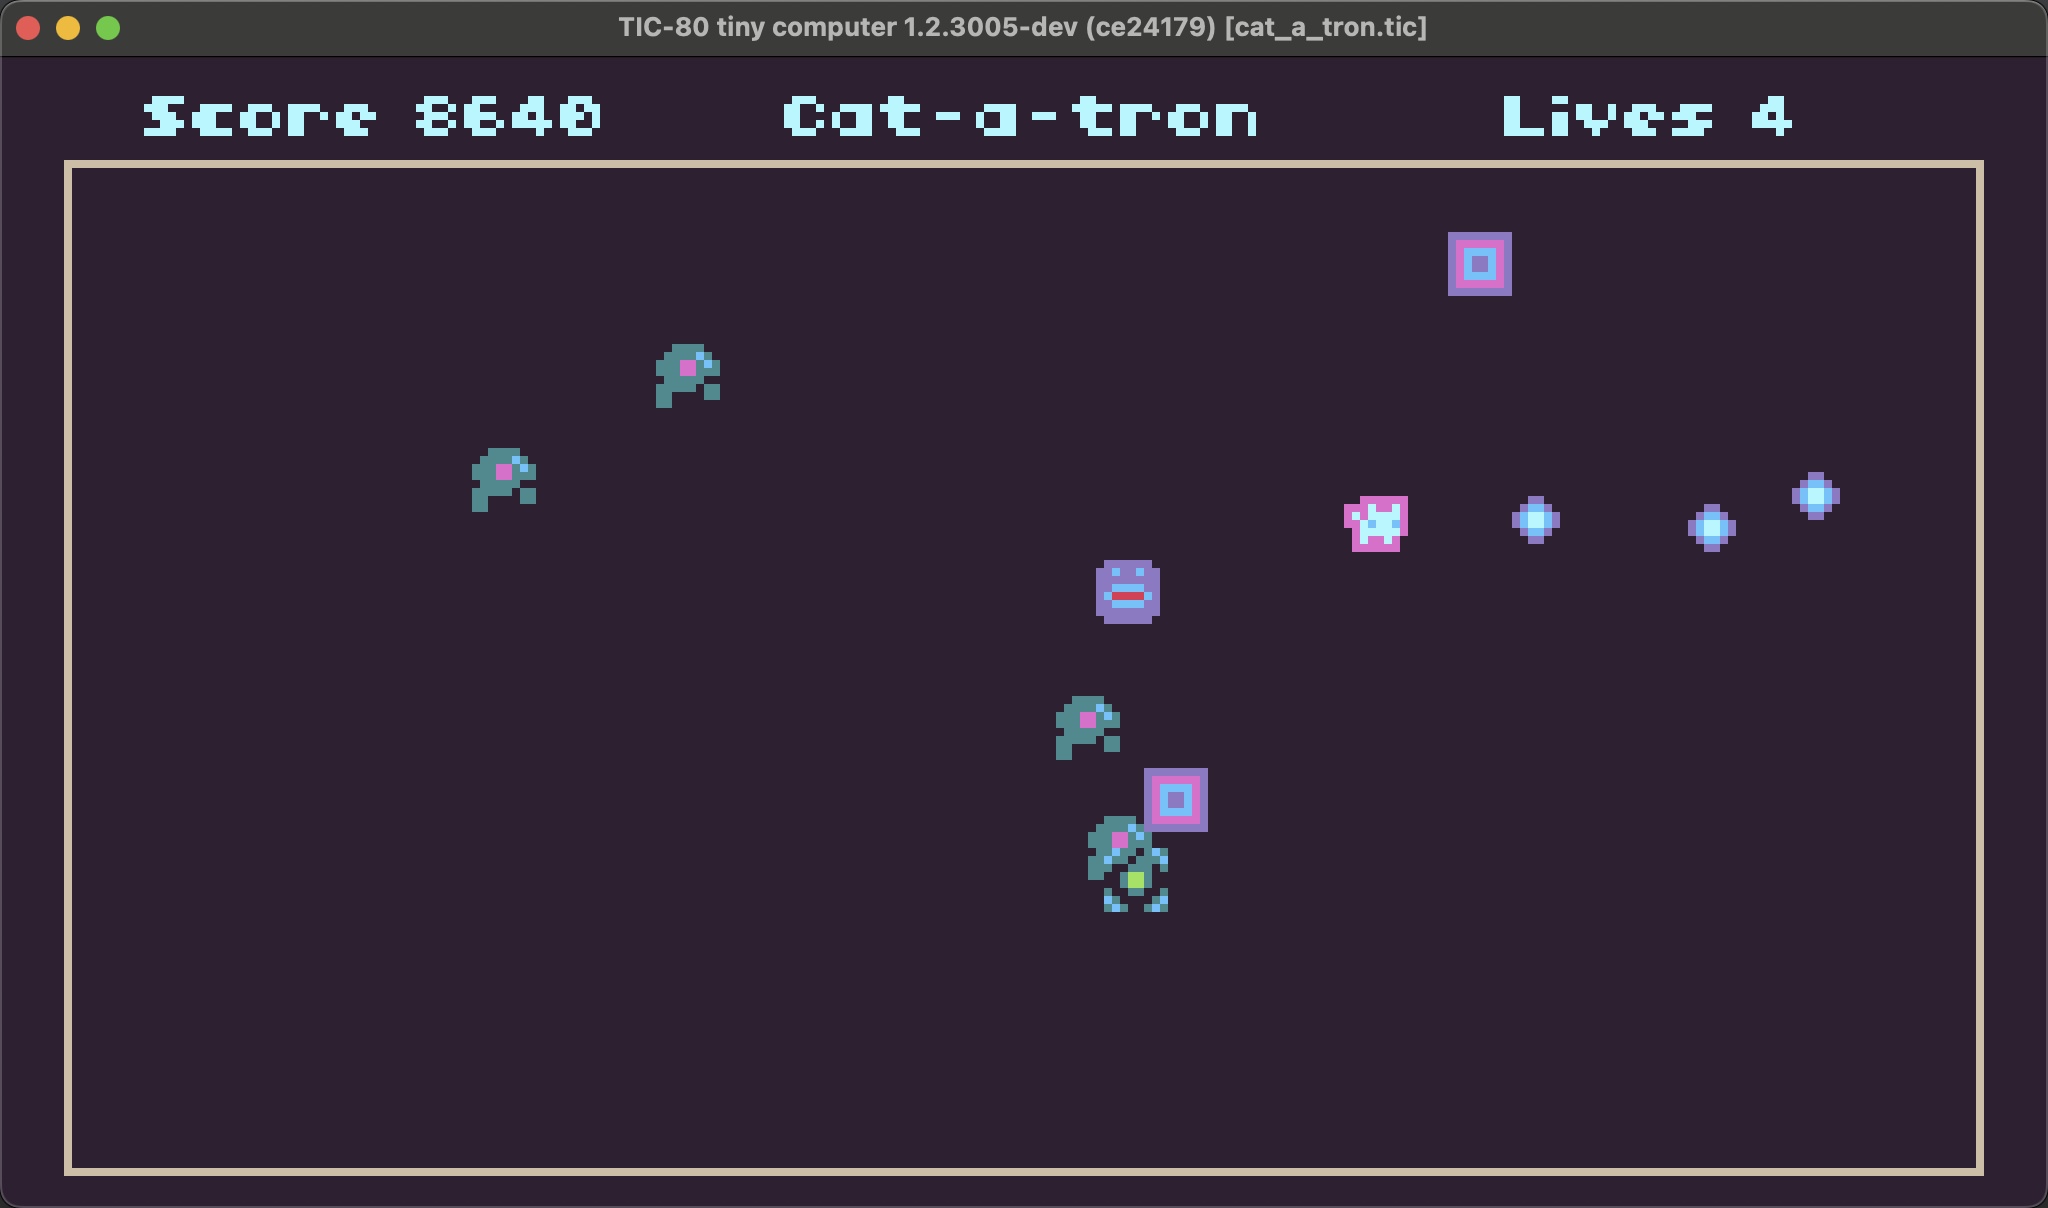 TIC-80 tiny computer 1.2.3005-dev (ce24179) [cat_a_tron.tic]
Score 8640 Cat-a-tron Lives 4